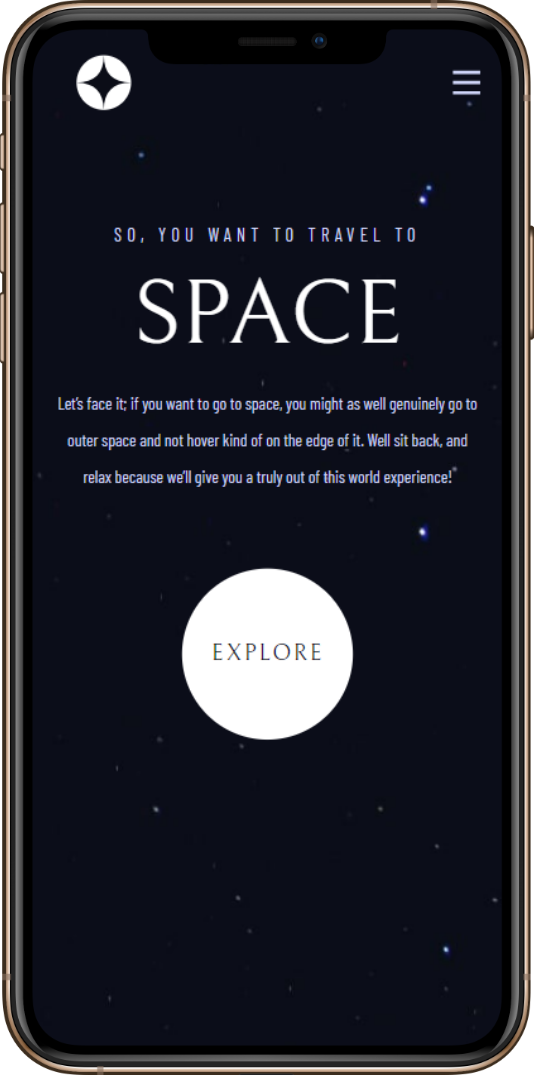 SO, YOU WANT TO TRAVEL TO
SPACE
Let's face it; if you want to go to space, you might as well genuinely go to
outer space and not hover kind of on the edge of it. Well sit back, and
relax because we'll give you a truly out of this world experience!
EXPLORE